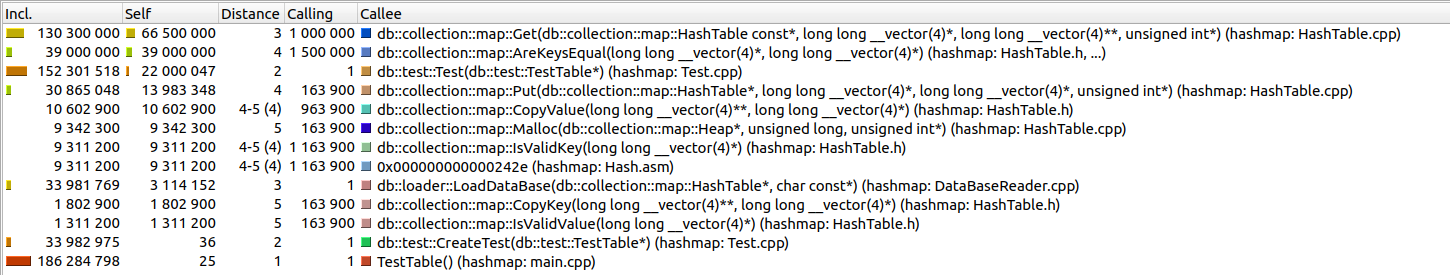 Incl. Self Distance Calling Callee
130 300 000 66 500 000 3 1 000 000 db::collection::map::Get(db::collection::map::HashTable const*, long long __vector(4)*, long long __vector(4)**, unsigned int*) (hashmap: HashTable.cpp)
39 000 000 39 000 000 4 1 500 000 db::collection::map::AreKeysEqual(long long __vector(4)*, long long __vector(4)*) (hashmap: HashTable.h, ...)
152 301 518 22 000 047 2 1 db::test::Test(db::test::TestTable*) (hashmap: Test.cpp)
30 865 048 13 983 348 4 163 900 db::collection::map::Put(db::collection::map::HashTable*, long long __vector(4)*, long long __vector(4)*, unsigned int*) (hashmap: HashTable.cpp)
10 602 900 10 602 900 4-5 (4) 963 900 db::collection::map::CopyValue(long long __vector(4)**, long long __vector(4)*) (hashmap: HashTable.h)
9 342 300 9 342 300 5 163 900 db::collection::map::Malloc(db::collection::map::Heap*, unsigned long, unsigned int*) (hashmap: HashTable.cpp)
9 311 200 9 311 200 4-5 (4) 1 163 900 db::collection::map::IsValidKey(long long __vector(4)*) (hashmap: HashTable.h)
9 311 200 9 311 200 4-5 (4) 1 163 900 0x000000000000242e (hashmap: Hash.asm)
33 981 769 3 114 152 3 1 db::loader::LoadDataBase(db::collection::map::HashTable*, char const*) (hashmap: DataBaseReader.cpp)
1 802 900 1 802 900 5 163 900 db::collection::map::CopyKey(long long __vector(4)**, long long __vector(4)*) (hashmap: HashTable.h)
1 311 200 1 311 200 5 163 900 db::collection::map::IsValidValue(long long __vector(4)*) (hashmap: HashTable.h)
33 982 975 36 2 1 db::test::CreateTest(db::test::TestTable*) (hashmap: Test.cpp)
186 284 798 25 1 1 TestTable() (hashmap: main.cpp)